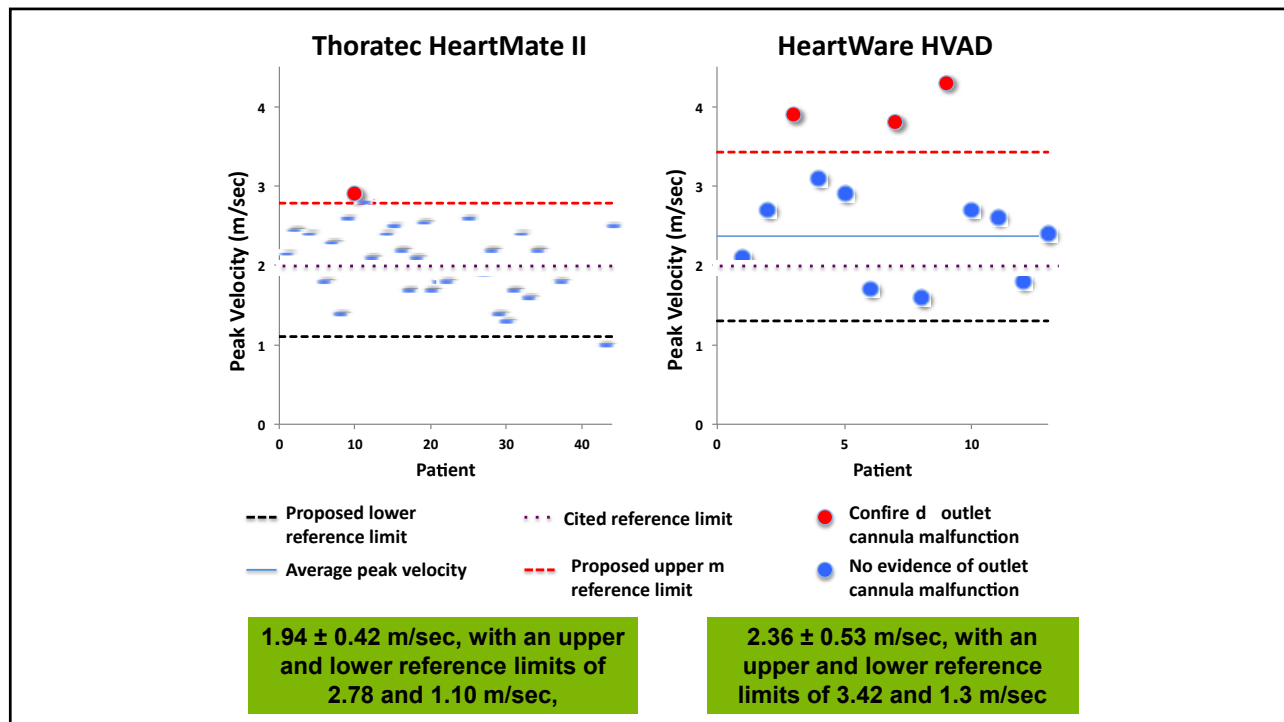 Thoratec HeartMate II
HeartWare HVAD
Peak Velocity (m/sec)
4
3
2
1
0
0 10 20 30 40
Patient
Peak Velocity (m/sec)
4
3
2
1
0
0 5 10
Patient
Proposed lower
reference limit
Cited reference limit
Confire d outlet
cannula malfunction
Average peak velocity
Proposed upper m
reference limit
No evidence of outlet
cannula malfunction
1.94 ± 0.42 m/sec, with an upper
and lower reference limits of
2.78 and 1.10 m/sec,
2.36 ± 0.53 m/sec, with an
upper and lower reference
limits of 3.42 and 1.3 m/sec